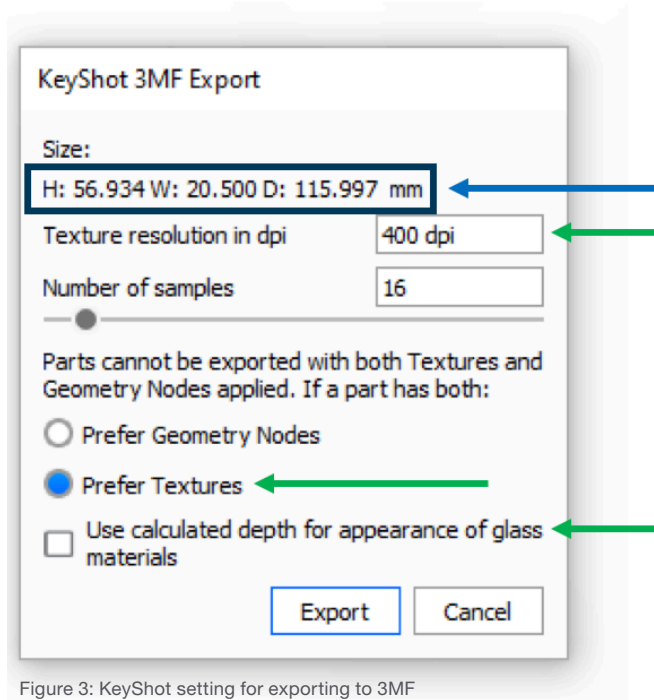 KeyShot 3MF Export
Size:
H: 56.934 W: 20.500 D: 115.997 mm
Texture resolution in dpi 400 dpi
Number of samples 16
Parts cannot be exported with both Textures and
Geometry Nodes applied. If a part has both:
Prefer Geometry Nodes
Prefer Textures
Use calculated depth for appearance of glass
materials
Export Cancel
Figure 3: KeyShot setting for exporting to 3MF